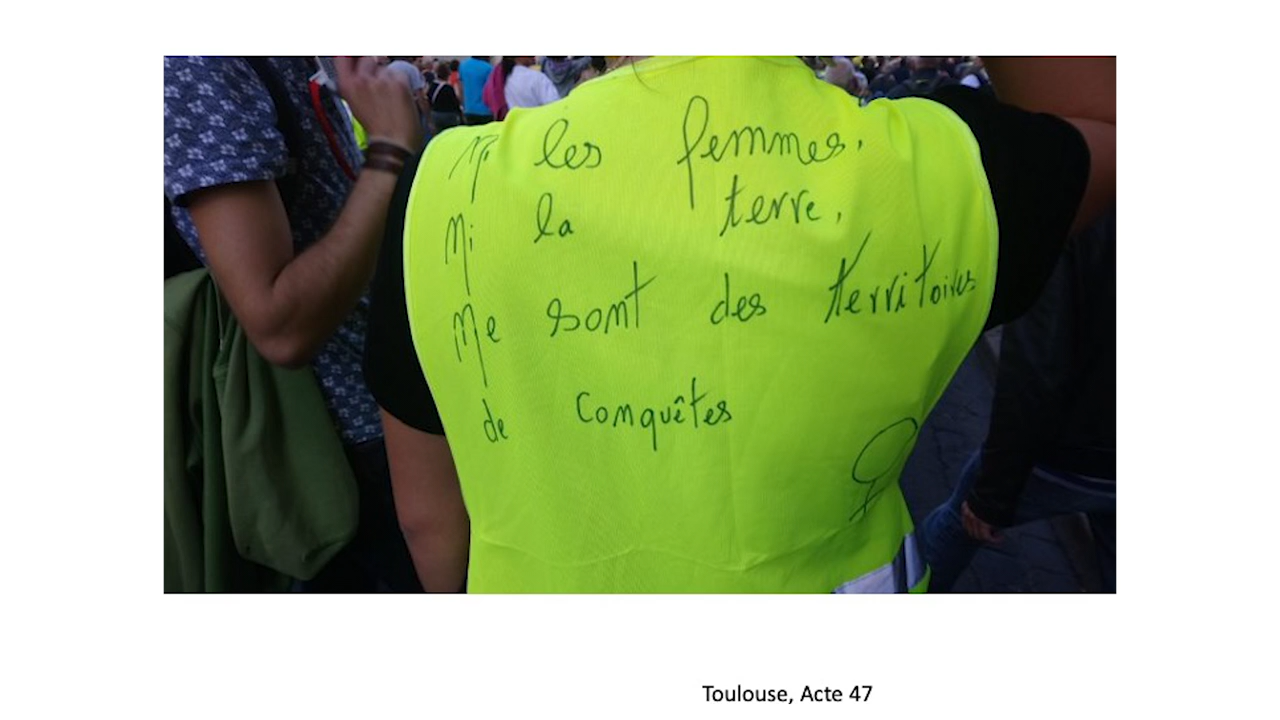 Ni les femmes,
Ni la terre,
Ne sont des territoires
de conquêtes
Toulouse, Acte 47